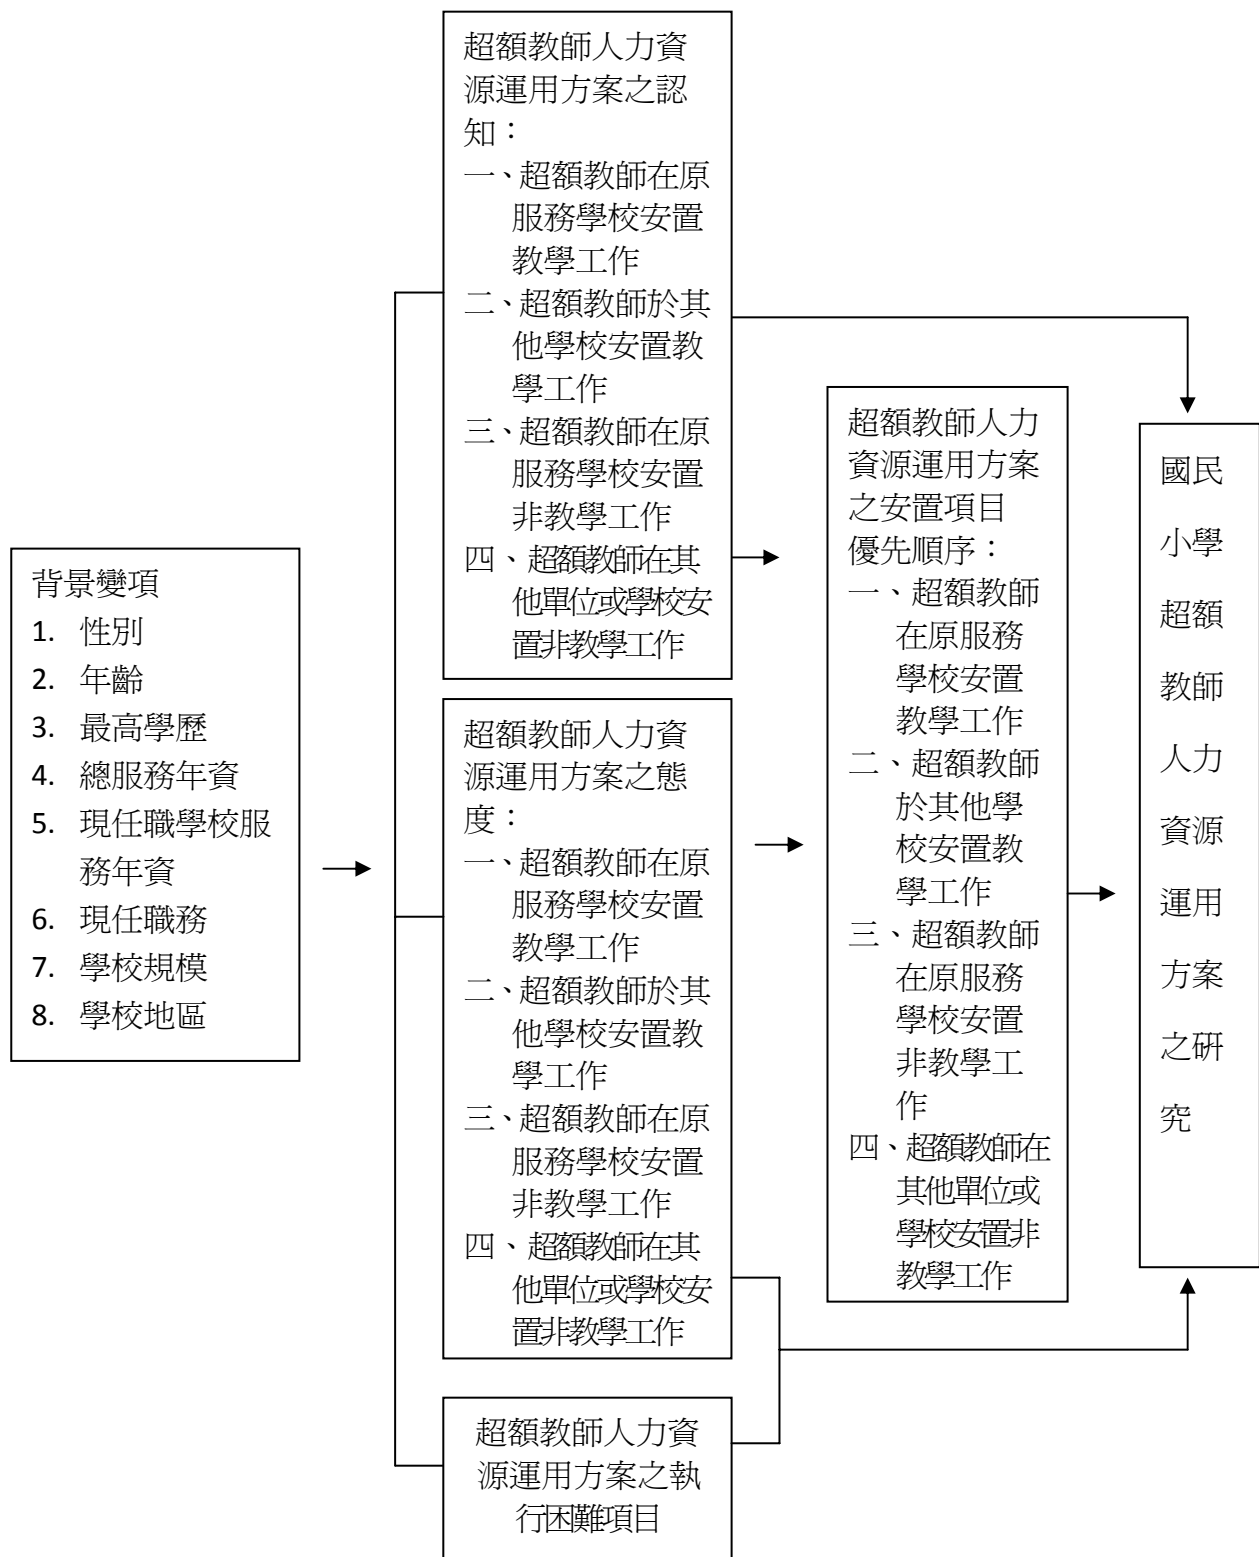 背景變項
1. 性別
2. 年齡
3. 最高學歷
4. 總服務年資
5. 現任職學校服
務年資
6. 現任職務
7. 學校規模
8. 學校地區
超額教師人力資
源運用方案之認
知：
一、超額教師在原
服務學校安置
教學工作
二、超額教師於其
他學校安置教
學工作
三、超額教師在原
服務學校安置
非教學工作
四、超額教師在其
他單位或學校安
置非教學工作
超額教師人力資
源運用方案之態
度：
一、超額教師在原
服務學校安置
教學工作
二、超額教師於其
他學校安置教
學工作
三、超額教師在原
服務學校安置
非教學工作
四、超額教師在其
他單位或學校安
置非教學工作
超額教師人力資
源運用方案之執
行困難項目
超額教師人力
資源運用方案
之安置項目
優先順序：
一、超額教師
在原服務
學校安置
教學工作
二、超額教師
於其他學
校安置教
學工作
三、超額教師
在原服務
學校安置
非教學工
作
四、超額教師在
其他單位或
學校安置非
教學工作
國民
小學
超額
教師
人力
資源
運用
方案
之研
究